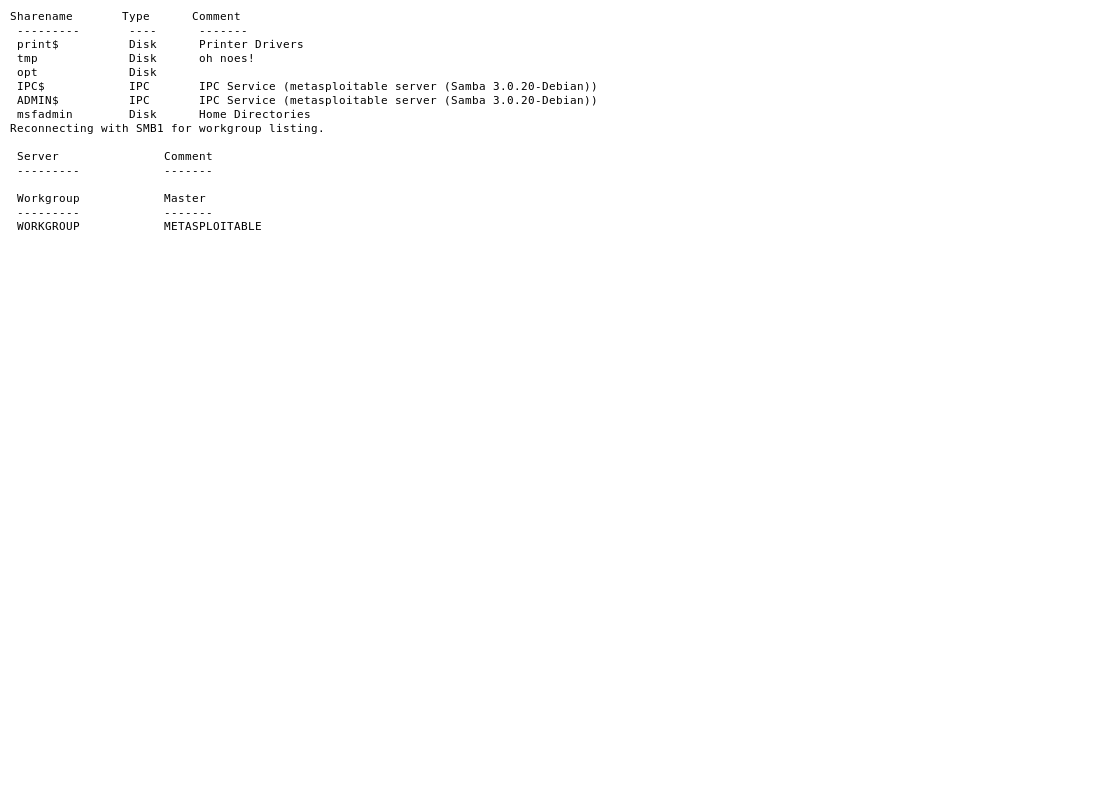 Sharename       Type      Comment
 ---------       ----      -------
 print$          Disk      Printer Drivers
 tmp             Disk      oh noes!
 opt             Disk
 IPC$            IPC       IPC Service (metasploitable server (Samba 3.0.20-Debian))
 ADMIN$          IPC       IPC Service (metasploitable server (Samba 3.0.20-Debian))
 msfadmin        Disk      Home Directories
Reconnecting with SMB1 for workgroup listing.

 Server               Comment
 ---------            -------

 Workgroup            Master
 ---------            -------
 WORKGROUP            METASPLOITABLE